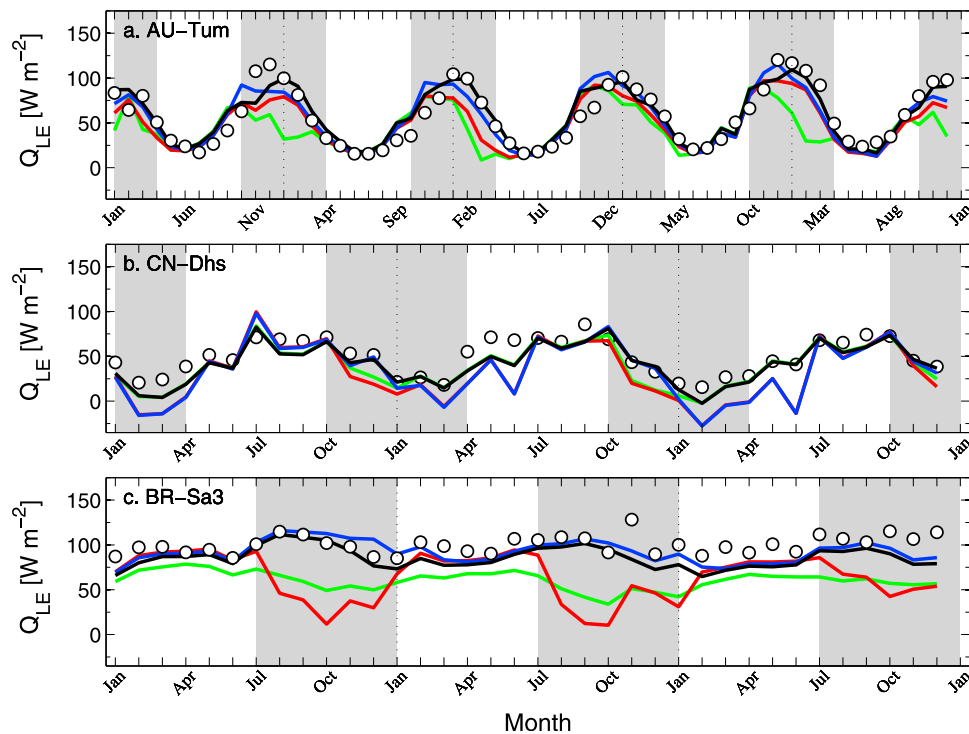 a. AU-Tum
Q_LE [W m^-2]
150
100
50
0
Jan Jun Nov Apr Sep Feb Jul Dec May Oct Mar Aug Jan
b. CN-Dhs
Q_LE [W m^-2]
150
100
50
0
Jan Apr Jul Oct Jan Apr Jul Oct Jan Apr Jul Oct Jan
c. BR-Sa3
Q_LE [W m^-2]
150
100
50
0
Jan Apr Jul Oct Jan Apr Jul Oct Jan Apr Jul Oct Jan
Month